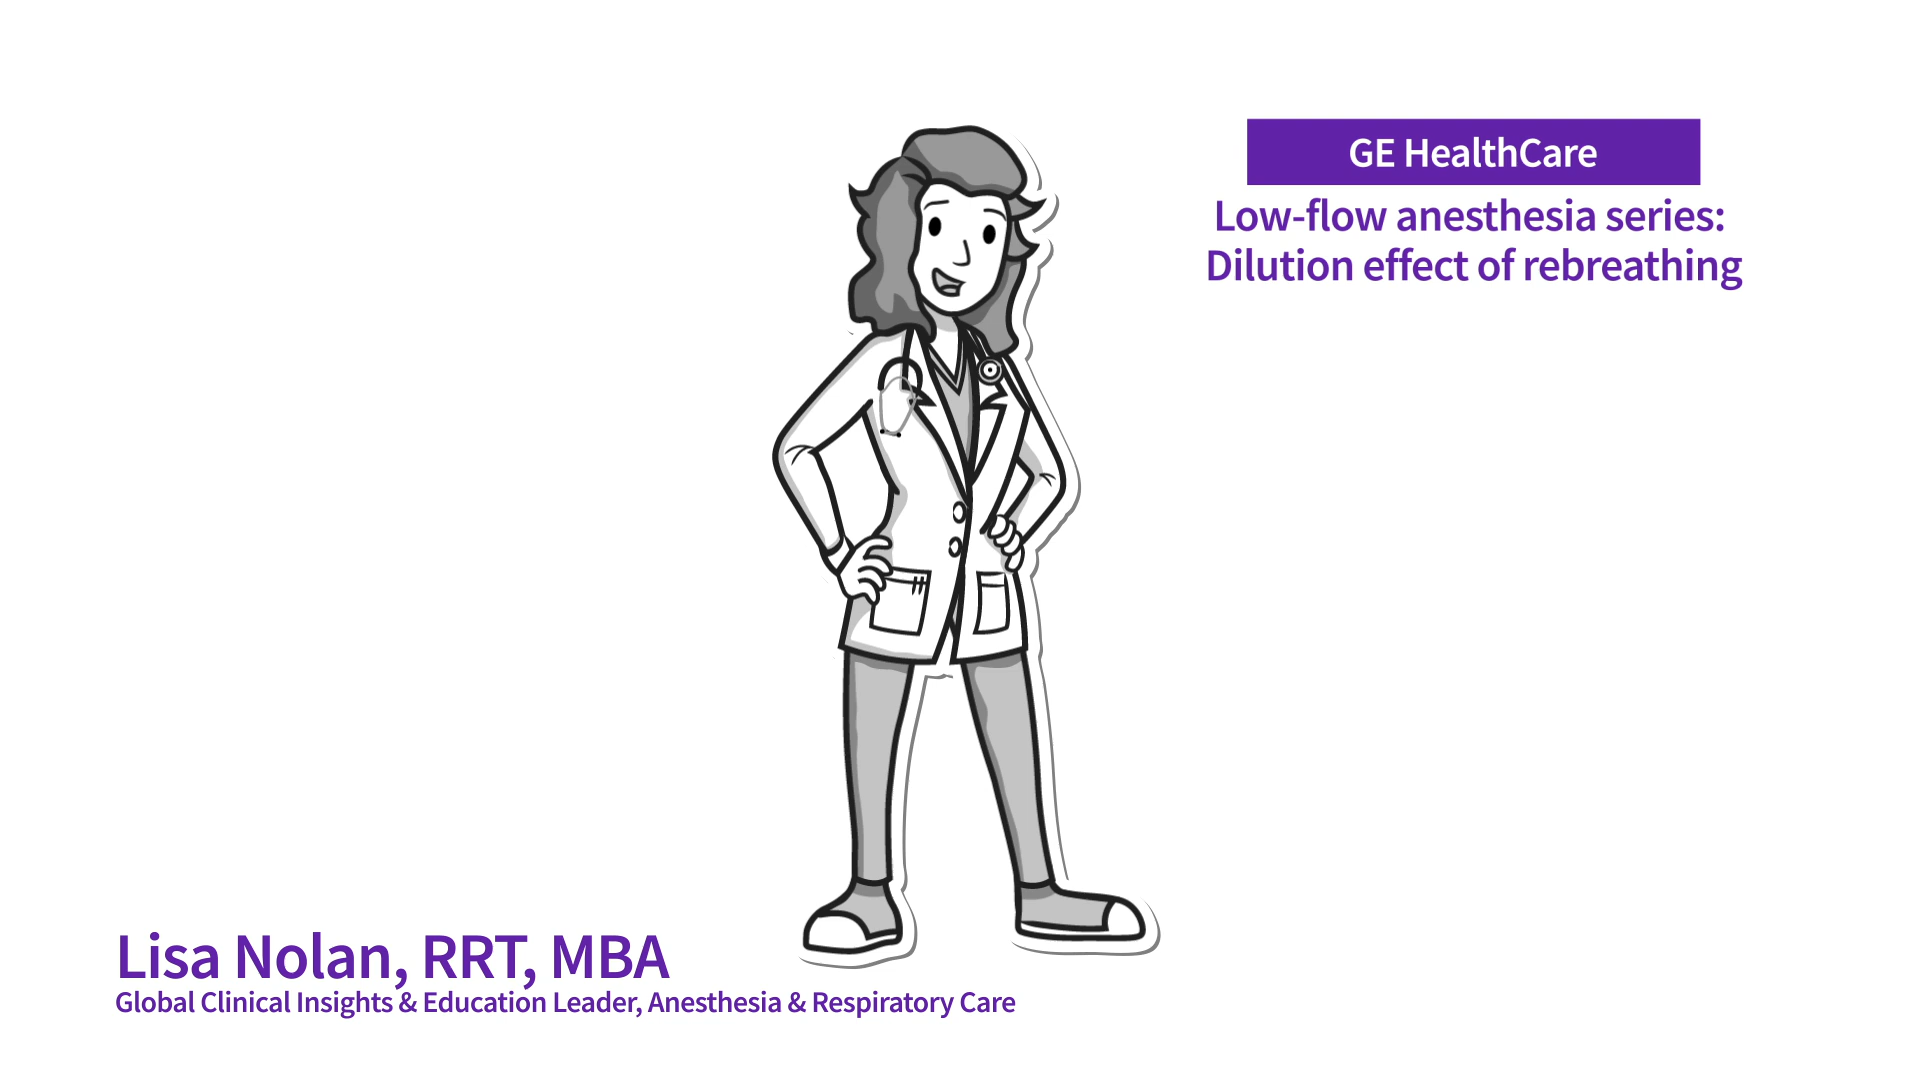 GE HealthCare
Low-flow anesthesia series:
Dilution effect of rebreathing
Lisa Nolan, RRT, MBA
Global Clinical Insights & Education Leader, Anesthesia & Respiratory Care